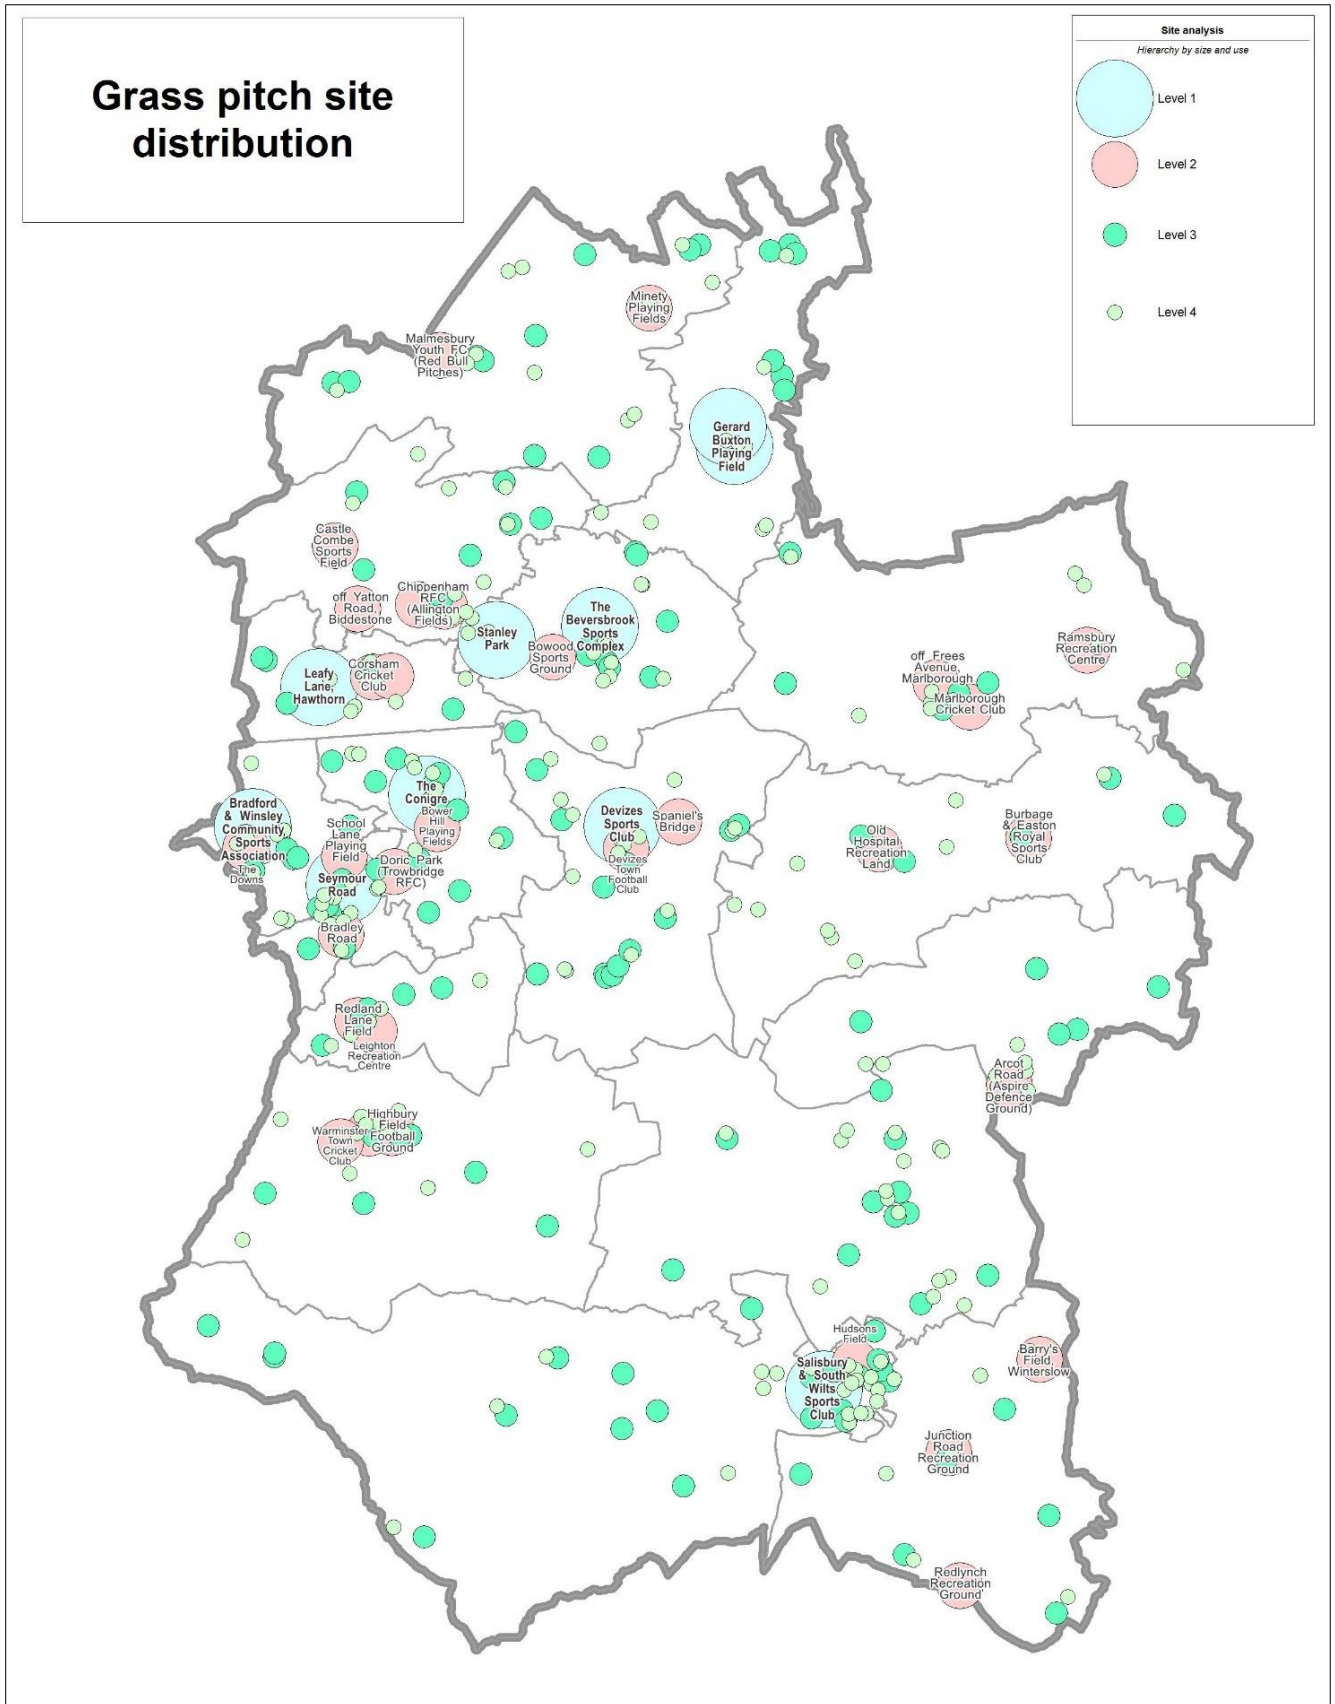 Grass pitch site
distribution
Site analysis
Hierarchy by size and use
Level 1
Level 2
Level 3
Level 4
Minety
Playing
Fields
Malmesbury
Youth FC
(Red Bull
Pitches)
Gerard
Buxton
Playing
Field
Castle
Combe
Sports
Field
off Yatton
Road,
Biddestone
Chippenham
RFC
(Allington
Fields)
Stanley
Park
The
Beversbrook
Sports
Complex
Bowood
Sports
Ground
Leafy
Lane,
Hawthorn
Corsham
Cricket
Club
Ramsbury
Recreation
Centre
off Frees
Avenue,
Marlborough
Marlborough
Cricket Club
The
Conigre
Bower
Hill
Playing
Fields
Bradford
& Winsley
Community
Sports
Association
The
Downs
School
Lane
Playing
Field
Doric Park
(Trowbridge
RFC)
Seymour
Road
Bradley
Road
Devizes
Sports
Club
Spaniel's
Bridge
Devizes
Town
Football
Club
Old
Hospital
Recreation
Land
Burbage
& Easton
Royal
Sports
Club
Redland
Lane
Field
Leighton
Recreation
Centre
Arcot
Road
(Aspire
Defence
Ground)
Highbury
Field
Football
Ground
Warminster
Town
Cricket
Club
Hudsons
Field
Salisbury
& South
Wilts
Sports
Club
Barry's
Field,
Winterslow
Junction
Road
Recreation
Ground
Redlynch
Recreation
Ground